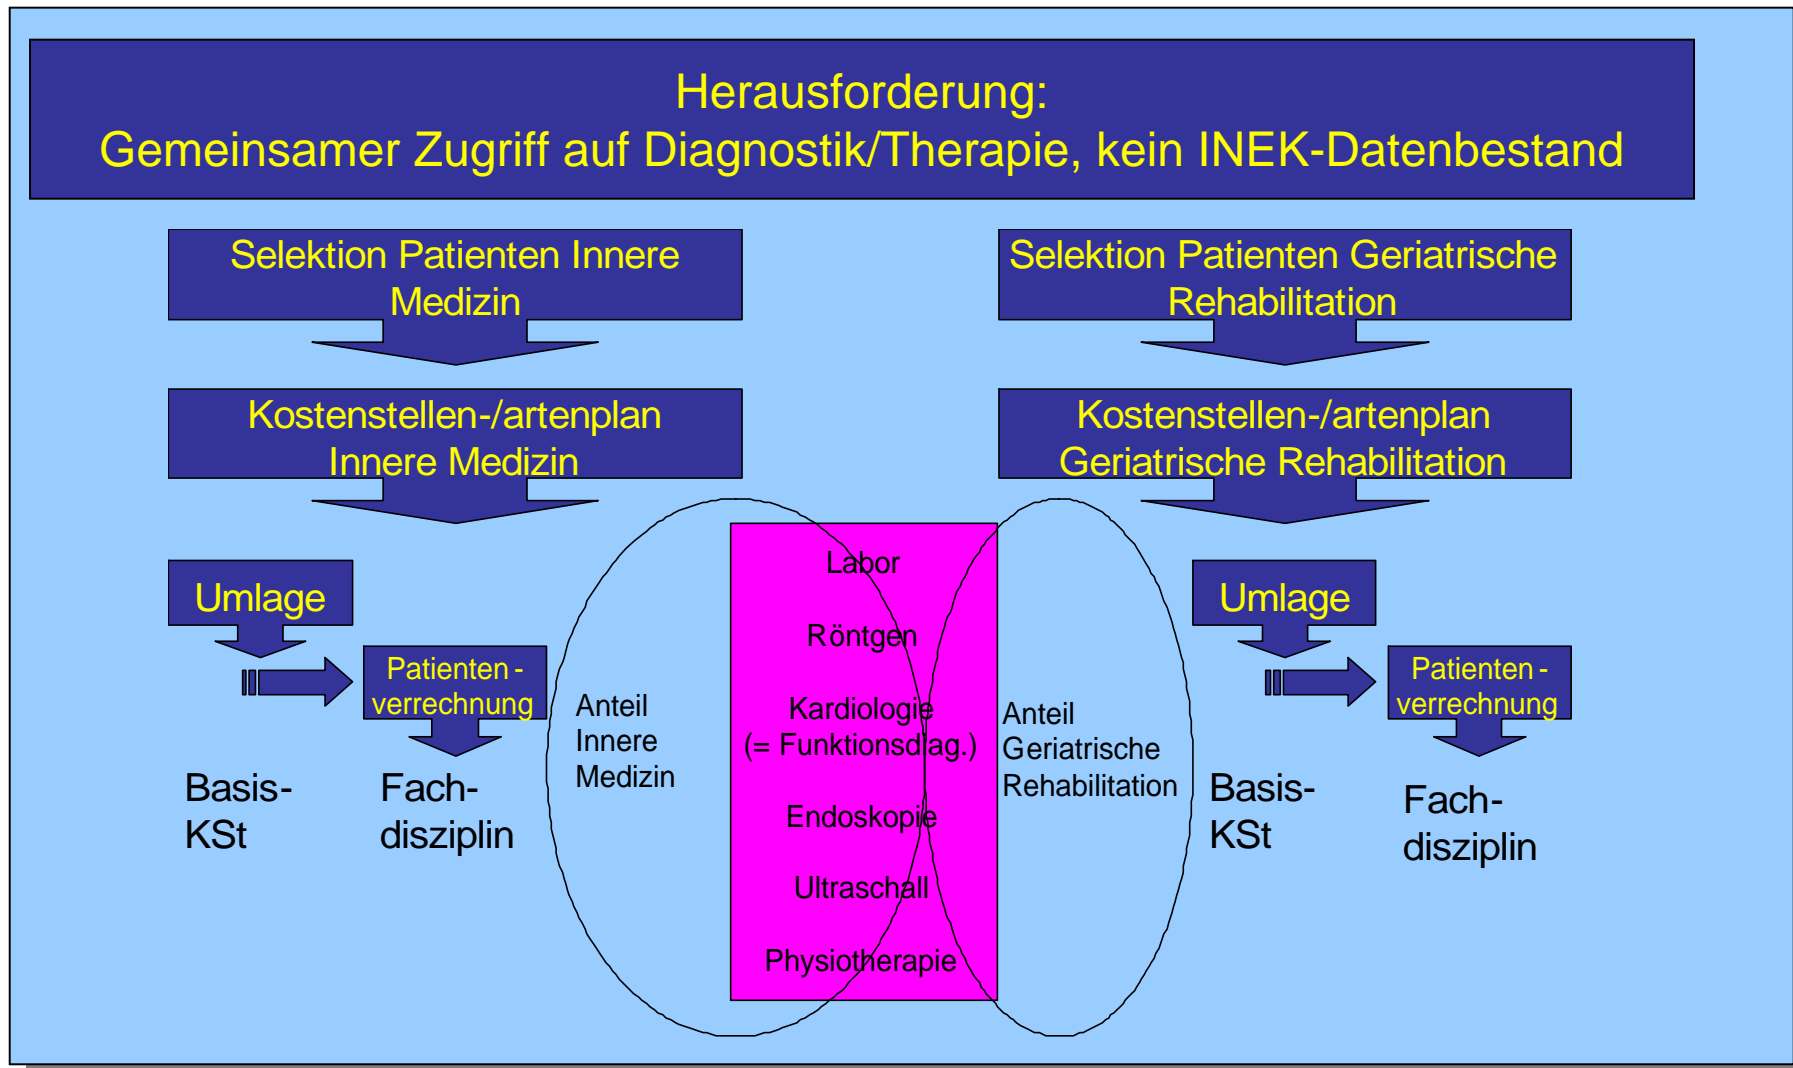 Herausforderung:
Gemeinsamer Zugriff auf Diagnostik/Therapie, kein INEK-Datenbestand
Selektion Patienten Innere
Medizin
Kostenstellen-/artenplan
Innere Medizin
Umlage
Patienten -
verrechnung
Basis-
KSt
Fach-
disziplin
Anteil
Innere
Medizin
Labor
Röntgen
Kardiologie
(= Funktionsdiag.)
Endoskopie
Ultraschall
Physiotherapie
Anteil
Geriatrische
Rehabilitation
Selektion Patienten Geriatrische
Rehabilitation
Kostenstellen-/artenplan
Geriatrische Rehabilitation
Umlage
Patienten -
verrechnung
Basis-
KSt
Fach-
disziplin